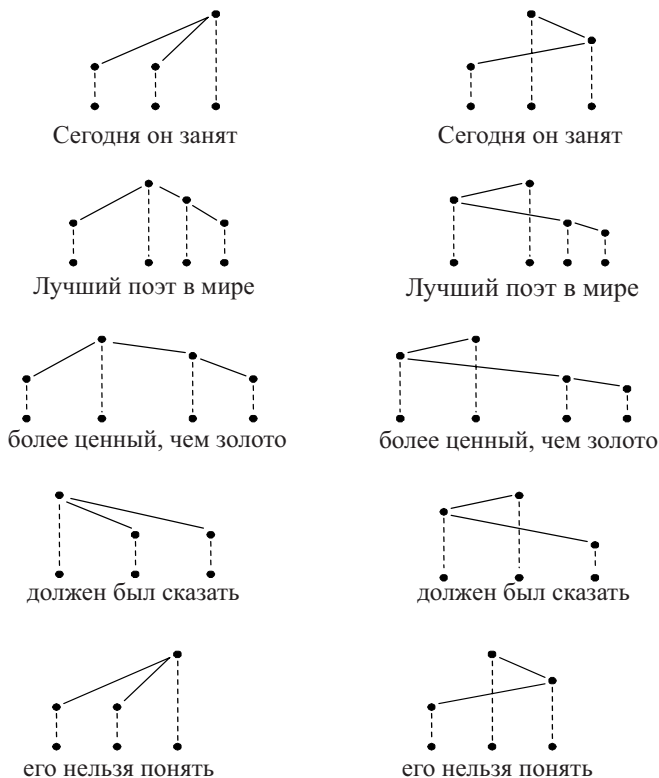 Сегодня он занят
Сегодня он занят
Лучший поэт в мире
Лучший поэт в мире
более ценный, чем золото
более ценный, чем золото
должен был сказать
должен был сказать
его нельзя понять
его нельзя понять